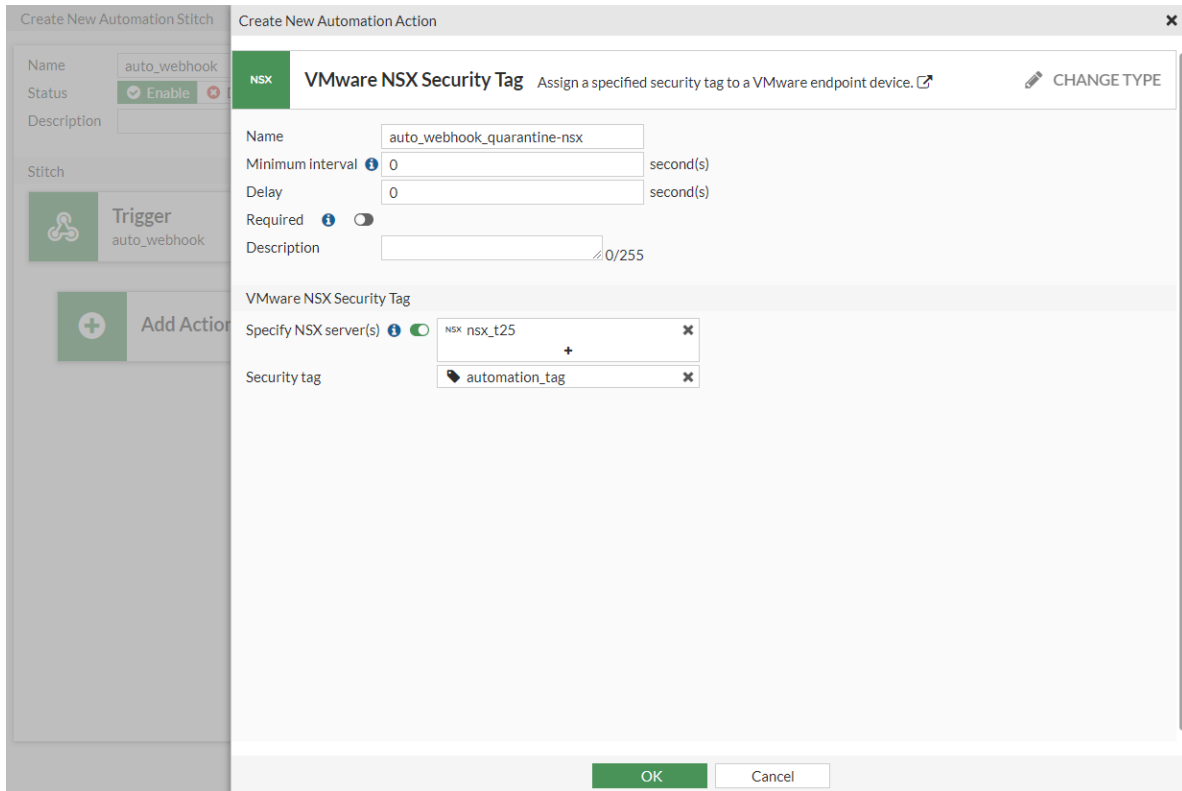 Create New Automation Stitch
Create New Automation Action
NSX VMware NSX Security Tag Assign a specified security tag to a VMware endpoint device. CHANGE TYPE
Name auto_webhook
Status Enable
Description
Stitch
Trigger
auto_webhook
Add Action
Name auto_webhook_quarantine-nsx
Minimum interval 0 second(s)
Delay 0 second(s)
Required
Description 0/255
VMware NSX Security Tag
Specify NSX server(s) NSX nsx_t25
+
Security tag automation_tag
OK Cancel